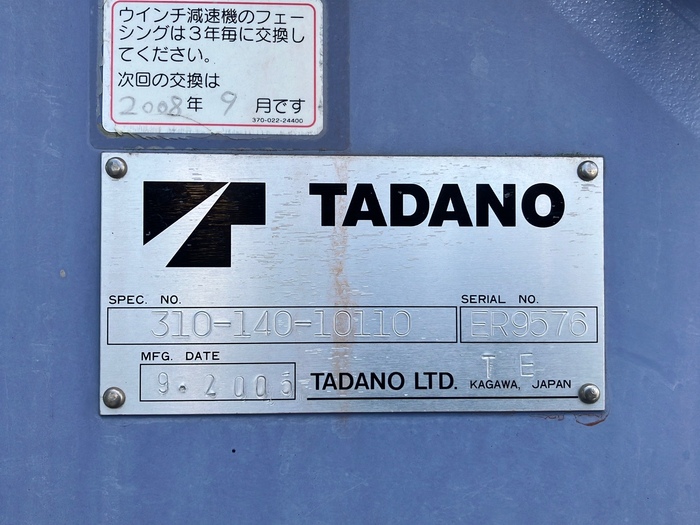 ウインチ減速機のフェー
シングは3年毎に交換し
てください。
次回の交換は
2008年 9 月です
370-022-24400
TADANO
SPEC. NO.
310-140-10110
SERIAL NO.
ER9576
MFG. DATE
9.2005
TADANO LTD.
TE
KAGAWA, JAPAN